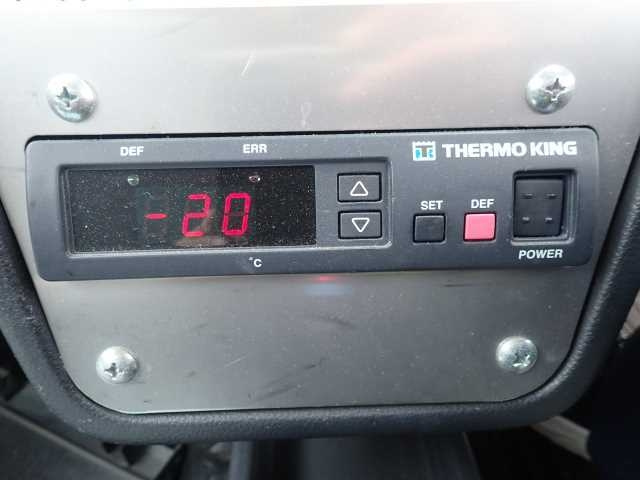 DEF ERR
THERMO KING
-20
SET DEF
°C
POWER